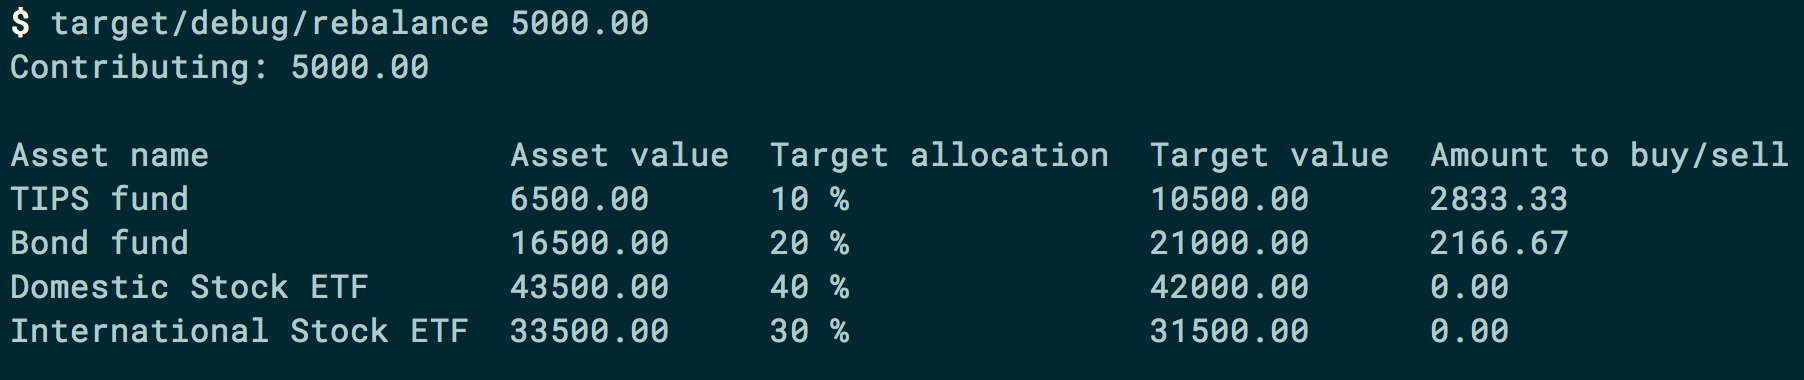 $ target/debug/rebalance 5000.00
Contributing: 5000.00

Asset name               Asset value  Target allocation  Target value  Amount to buy/sell
TIPS fund                6500.00      10 %               10500.00      2833.33
Bond fund                16500.00     20 %               21000.00      2166.67
Domestic Stock ETF       43500.00     40 %               42000.00      0.00
International Stock ETF  33500.00     30 %               31500.00      0.00